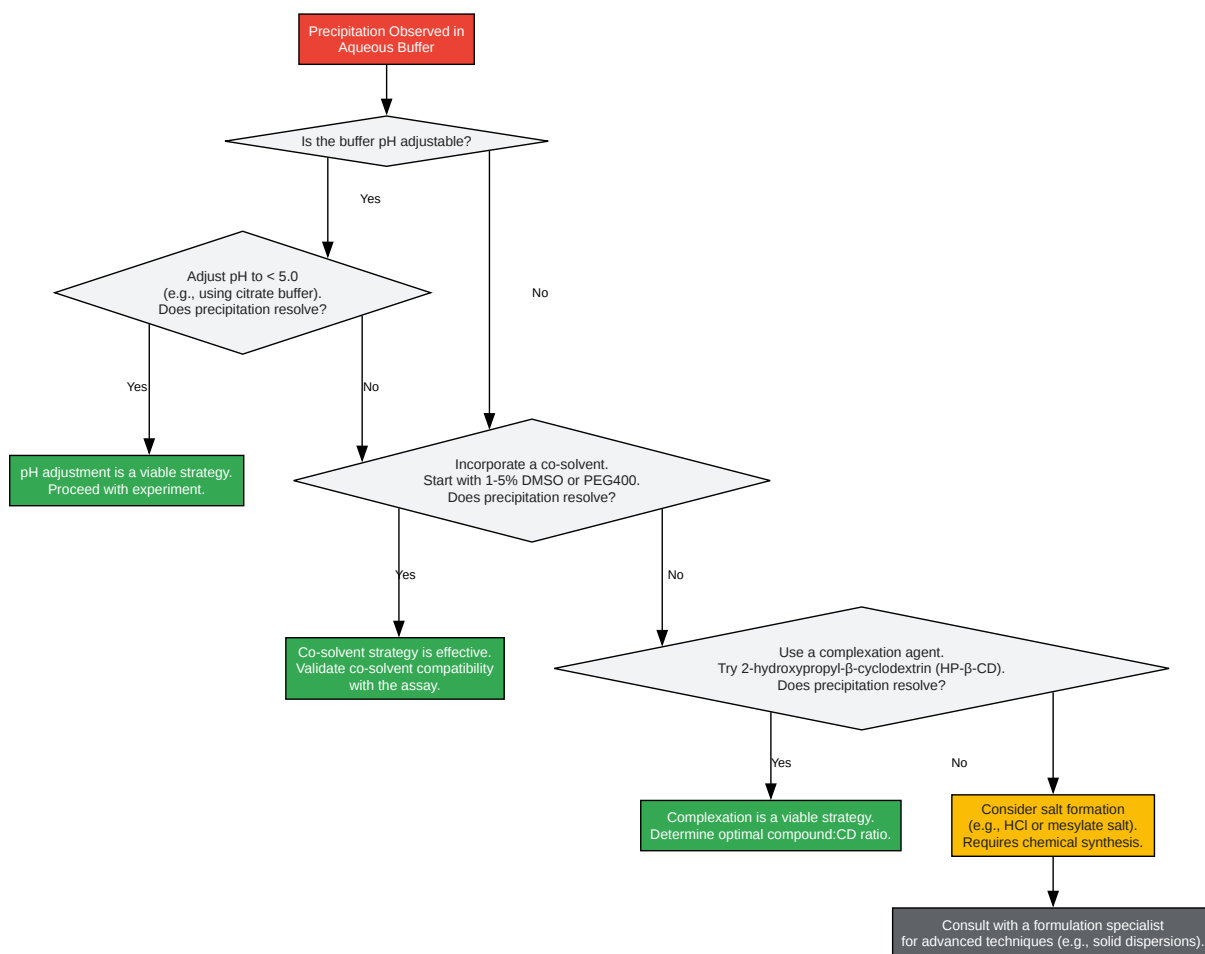 Precipitation Observed in
Aqueous Buffer
Is the buffer pH adjustable?
Yes
Adjust pH to < 5.0
(e.g., using citrate buffer).
Does precipitation resolve?
No
Yes
No
pH adjustment is a viable strategy.
Proceed with experiment.
Incorporate a co-solvent.
Start with 1-5% DMSO or PEG400.
Does precipitation resolve?
Yes
No
Co-solvent strategy is effective.
Validate co-solvent compatibility
with the assay.
Use a complexation agent.
Try 2-hydroxypropyl-β-cyclodextrin (HP-β-CD).
Does precipitation resolve?
Yes
No
Complexation is a viable strategy.
Determine optimal compound:CD ratio.
Consider salt formation
(e.g., HCl or mesylate salt).
Requires chemical synthesis.
Consult with a formulation specialist
for advanced techniques (e.g., solid dispersions).